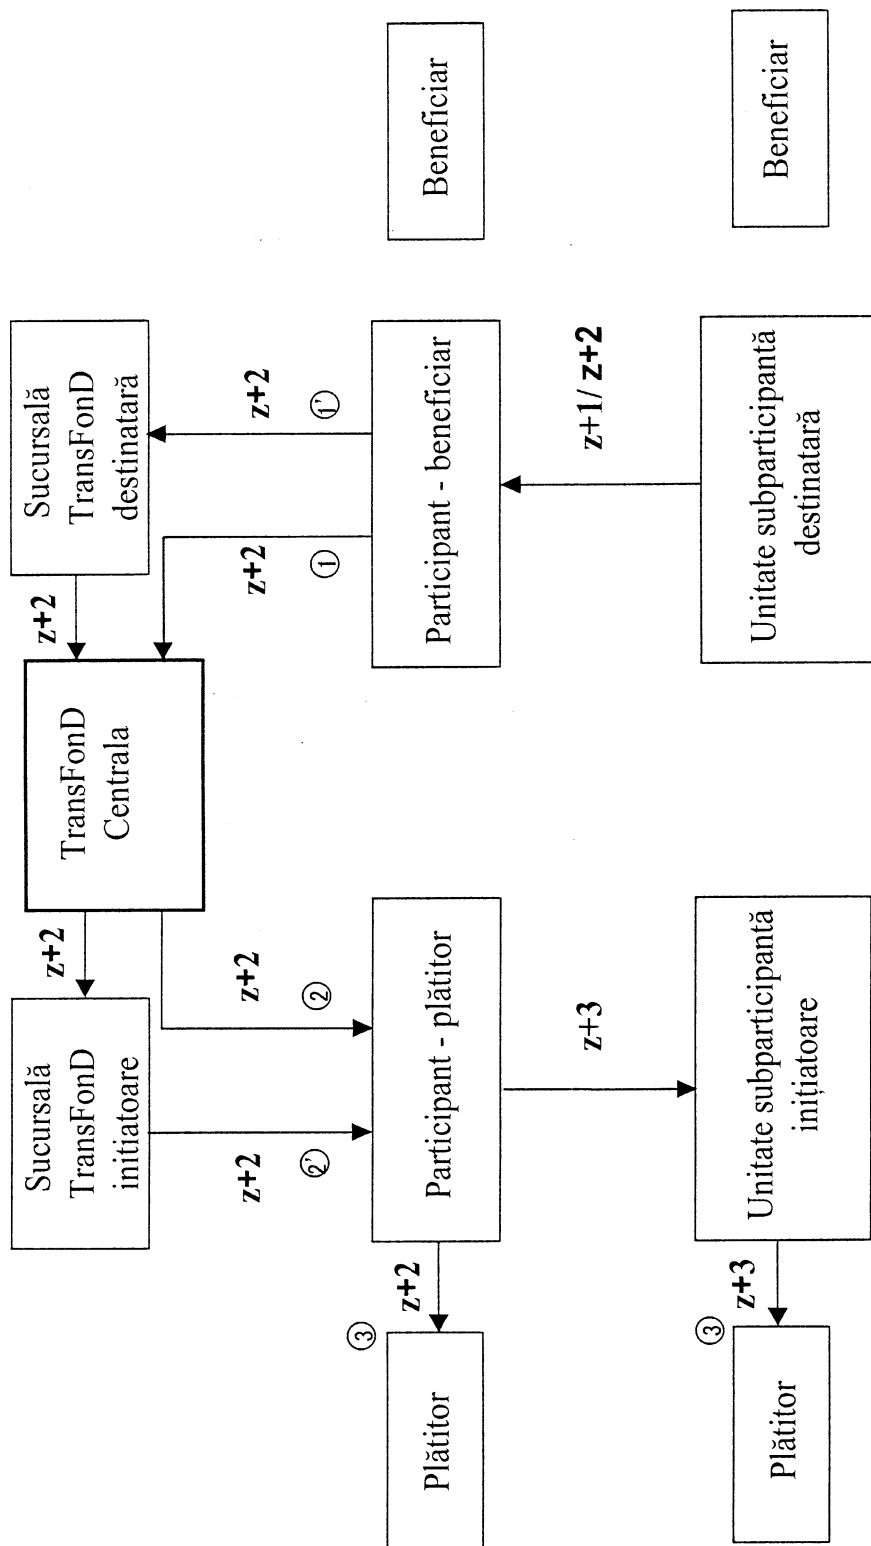 Sucursală
TransFonD
initiatoare
z+2
TransFonD
Centrala
z+2
Sucursală
TransFonD
destinatară
z+2
2'
z+2
2
z+2
1
z+2
1'
3
Plătitor
z+2
Participant - plătitor
Participant - beneficiar
Beneficiar
z+3
z+1/ z+2
3
Plătitor
z+3
Unitate subparticipantă
inițiatoare
Unitate subparticipantă
destinatară
Beneficiar